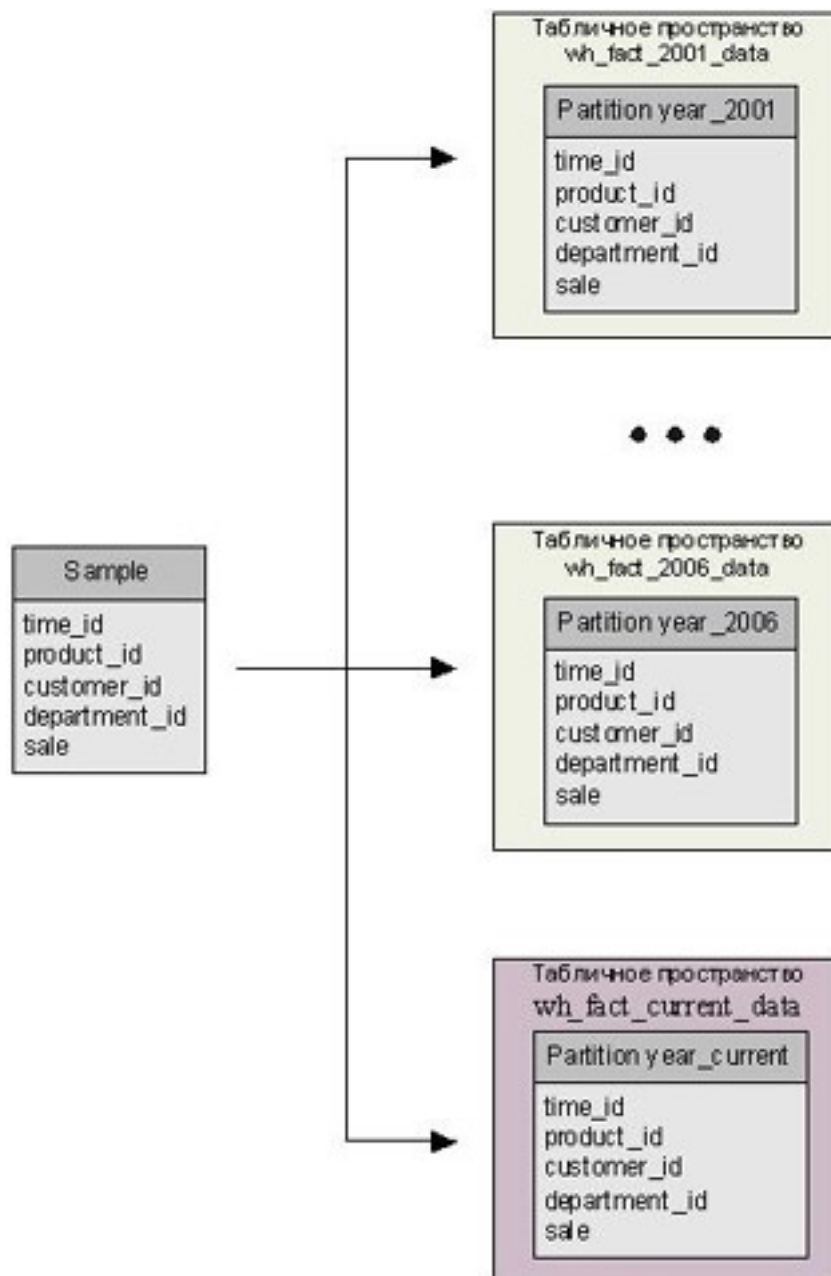 Табличное пространство
wh_fact_2001_data
Partition year_2001
time_id
product_id
customer_id
department_id
sale
Sample
time_id
product_id
customer_id
department_id
sale
Табличное пространство
wh_fact_2006_data
Partition year_2006
time_id
product_id
customer_id
department_id
sale
Табличное пространство
wh_fact_current_data
Partition year_current
time_id
product_id
customer_id
department_id
sale